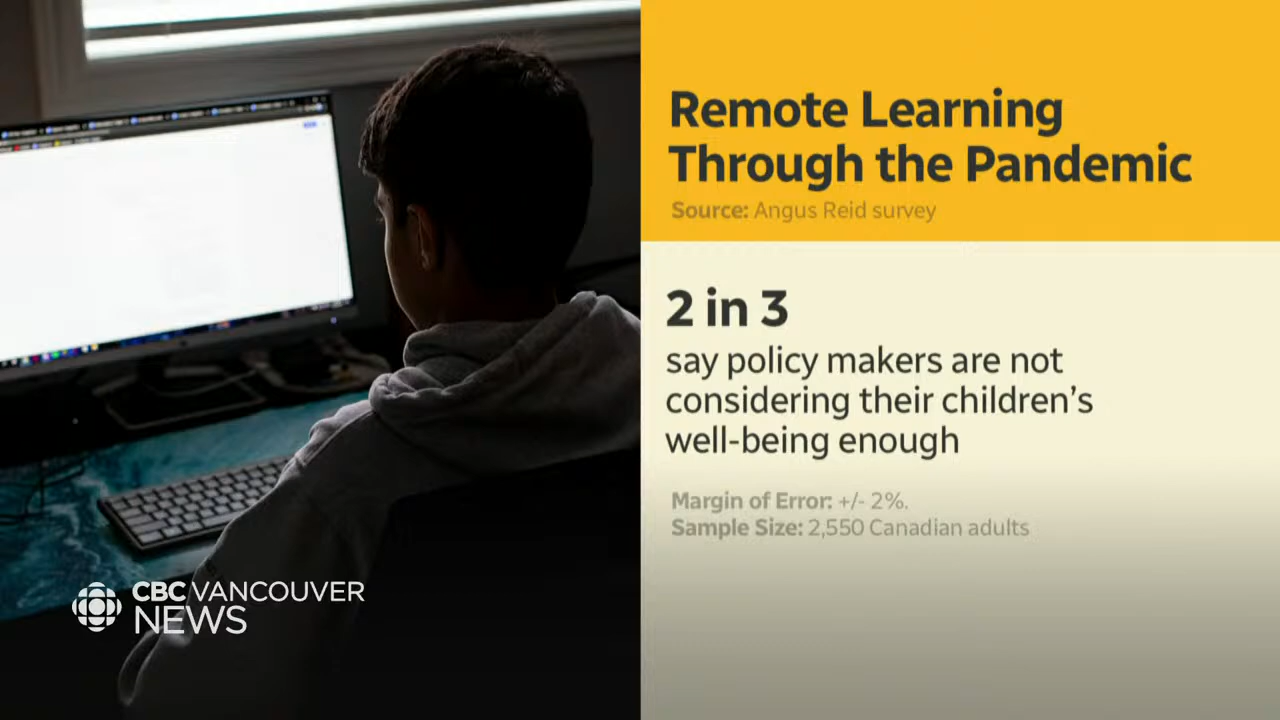 Remote Learning
Through the Pandemic
Source: Angus Reid survey
2 in 3
say policy makers are not
considering their children's
well-being enough
Margin of Error: +/- 2%.
Sample Size: 2,550 Canadian adults
CBC VANCOUVER
NEWS